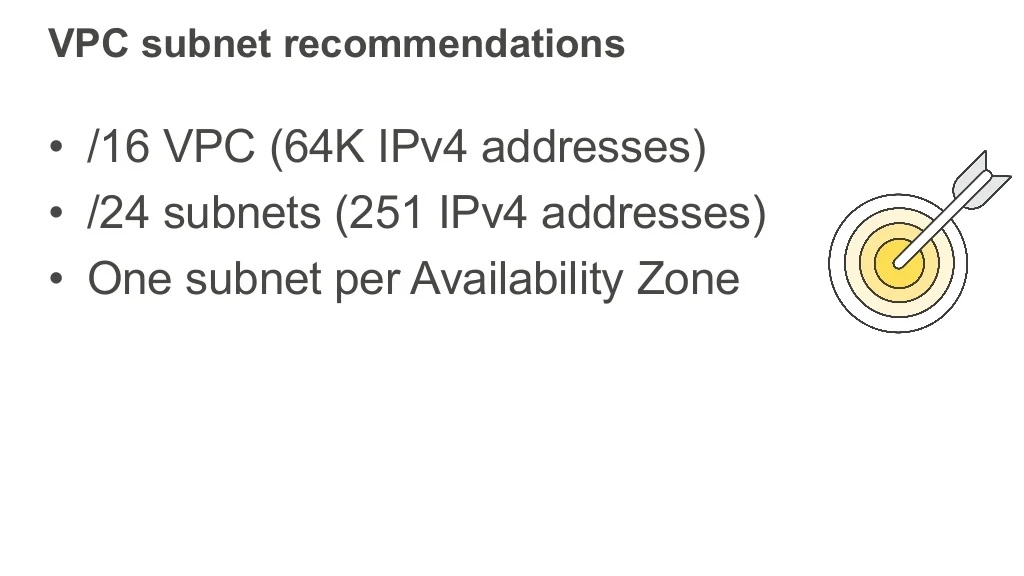 VPC subnet recommendations
• /16 VPC (64K IPv4 addresses)
• /24 subnets (251 IPv4 addresses)
• One subnet per Availability Zone